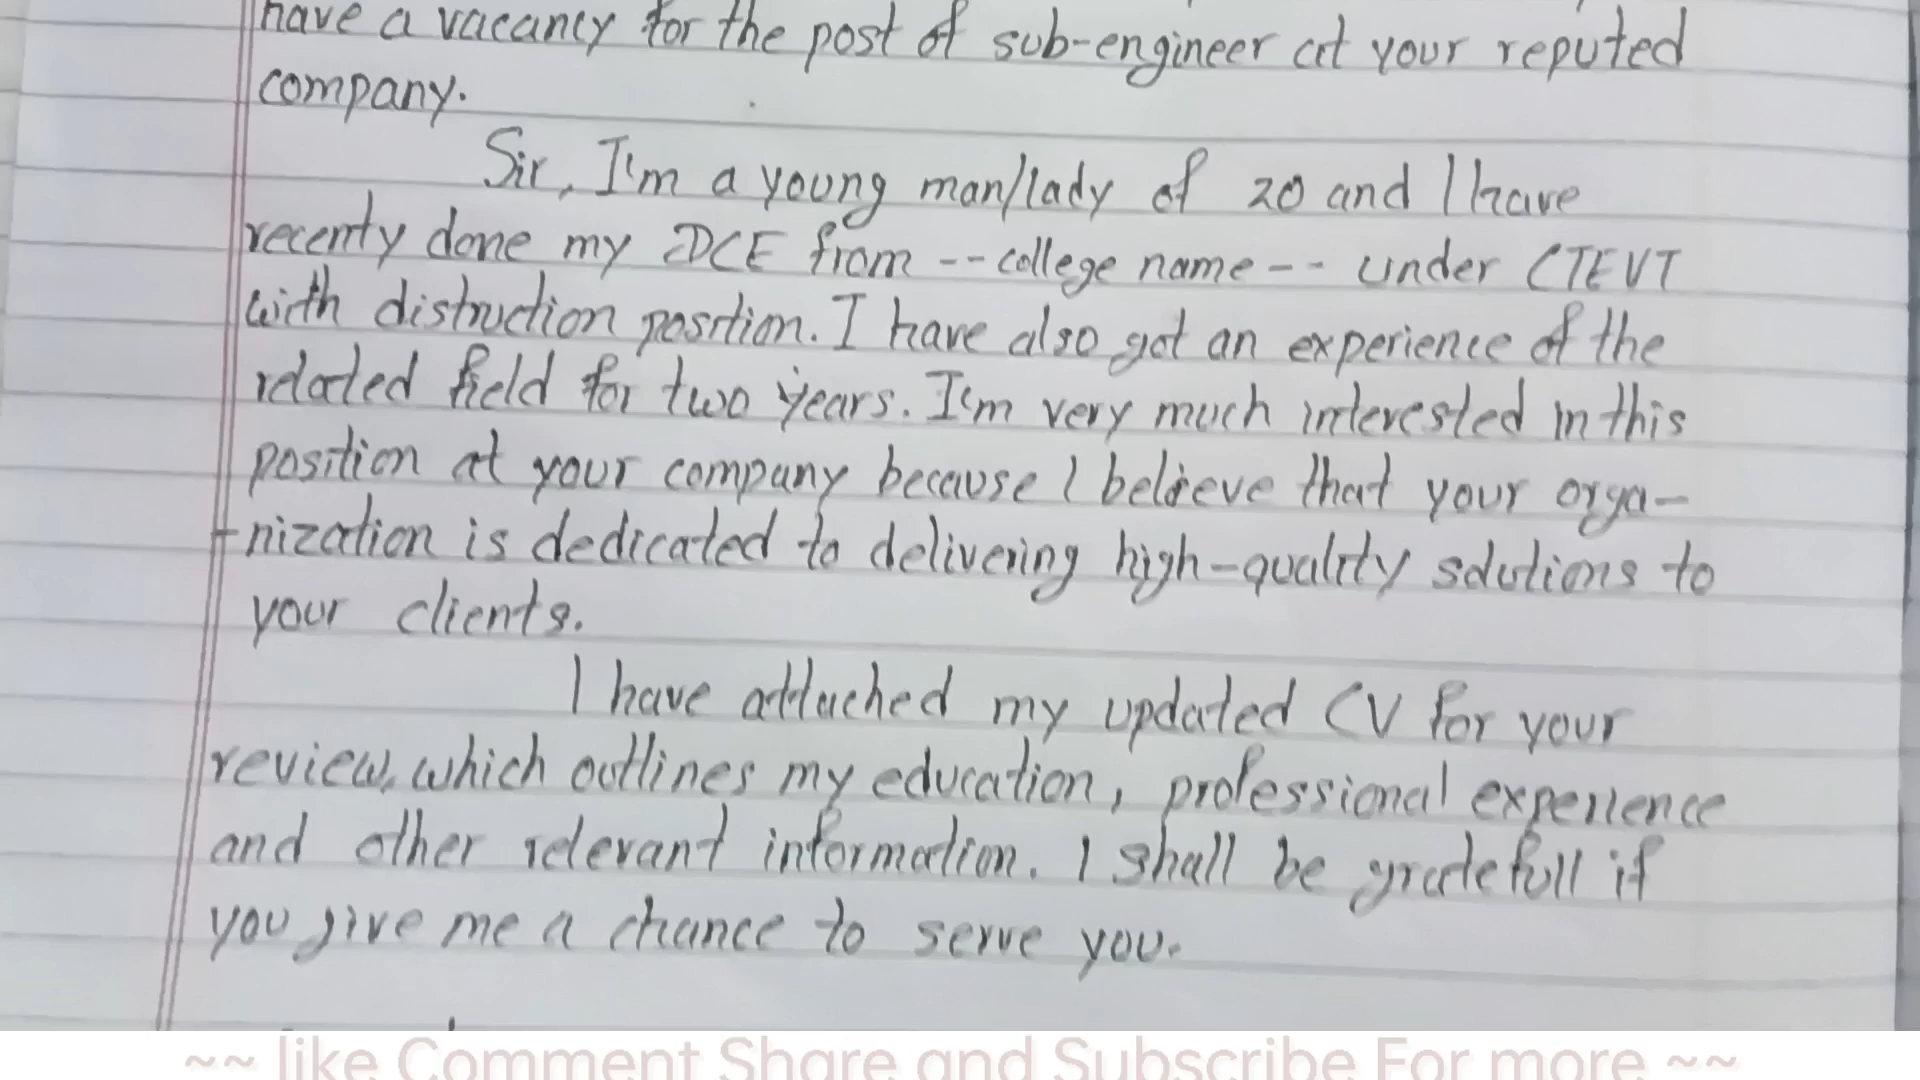 have a vacancy for the post of sub-engineer at your reputed
company.
Sir, I'm a young man/lady of 20 and I have
recenty done my DCE from -- college name -- under CTEVT
with distruction position. I have also got an experience of the
related field for two years. I'm very much interested in this
position at your company because I believe that your orga-
-nization is dedicated to delivering high-quality solutions to
your clients.
I have attached my updated CV for your
review, which outlines my education, professional experience
and other relevant information. I shall be gratefull if
you give me a chance to serve you.
~~ like Comment Share and Subscribe For more ~~